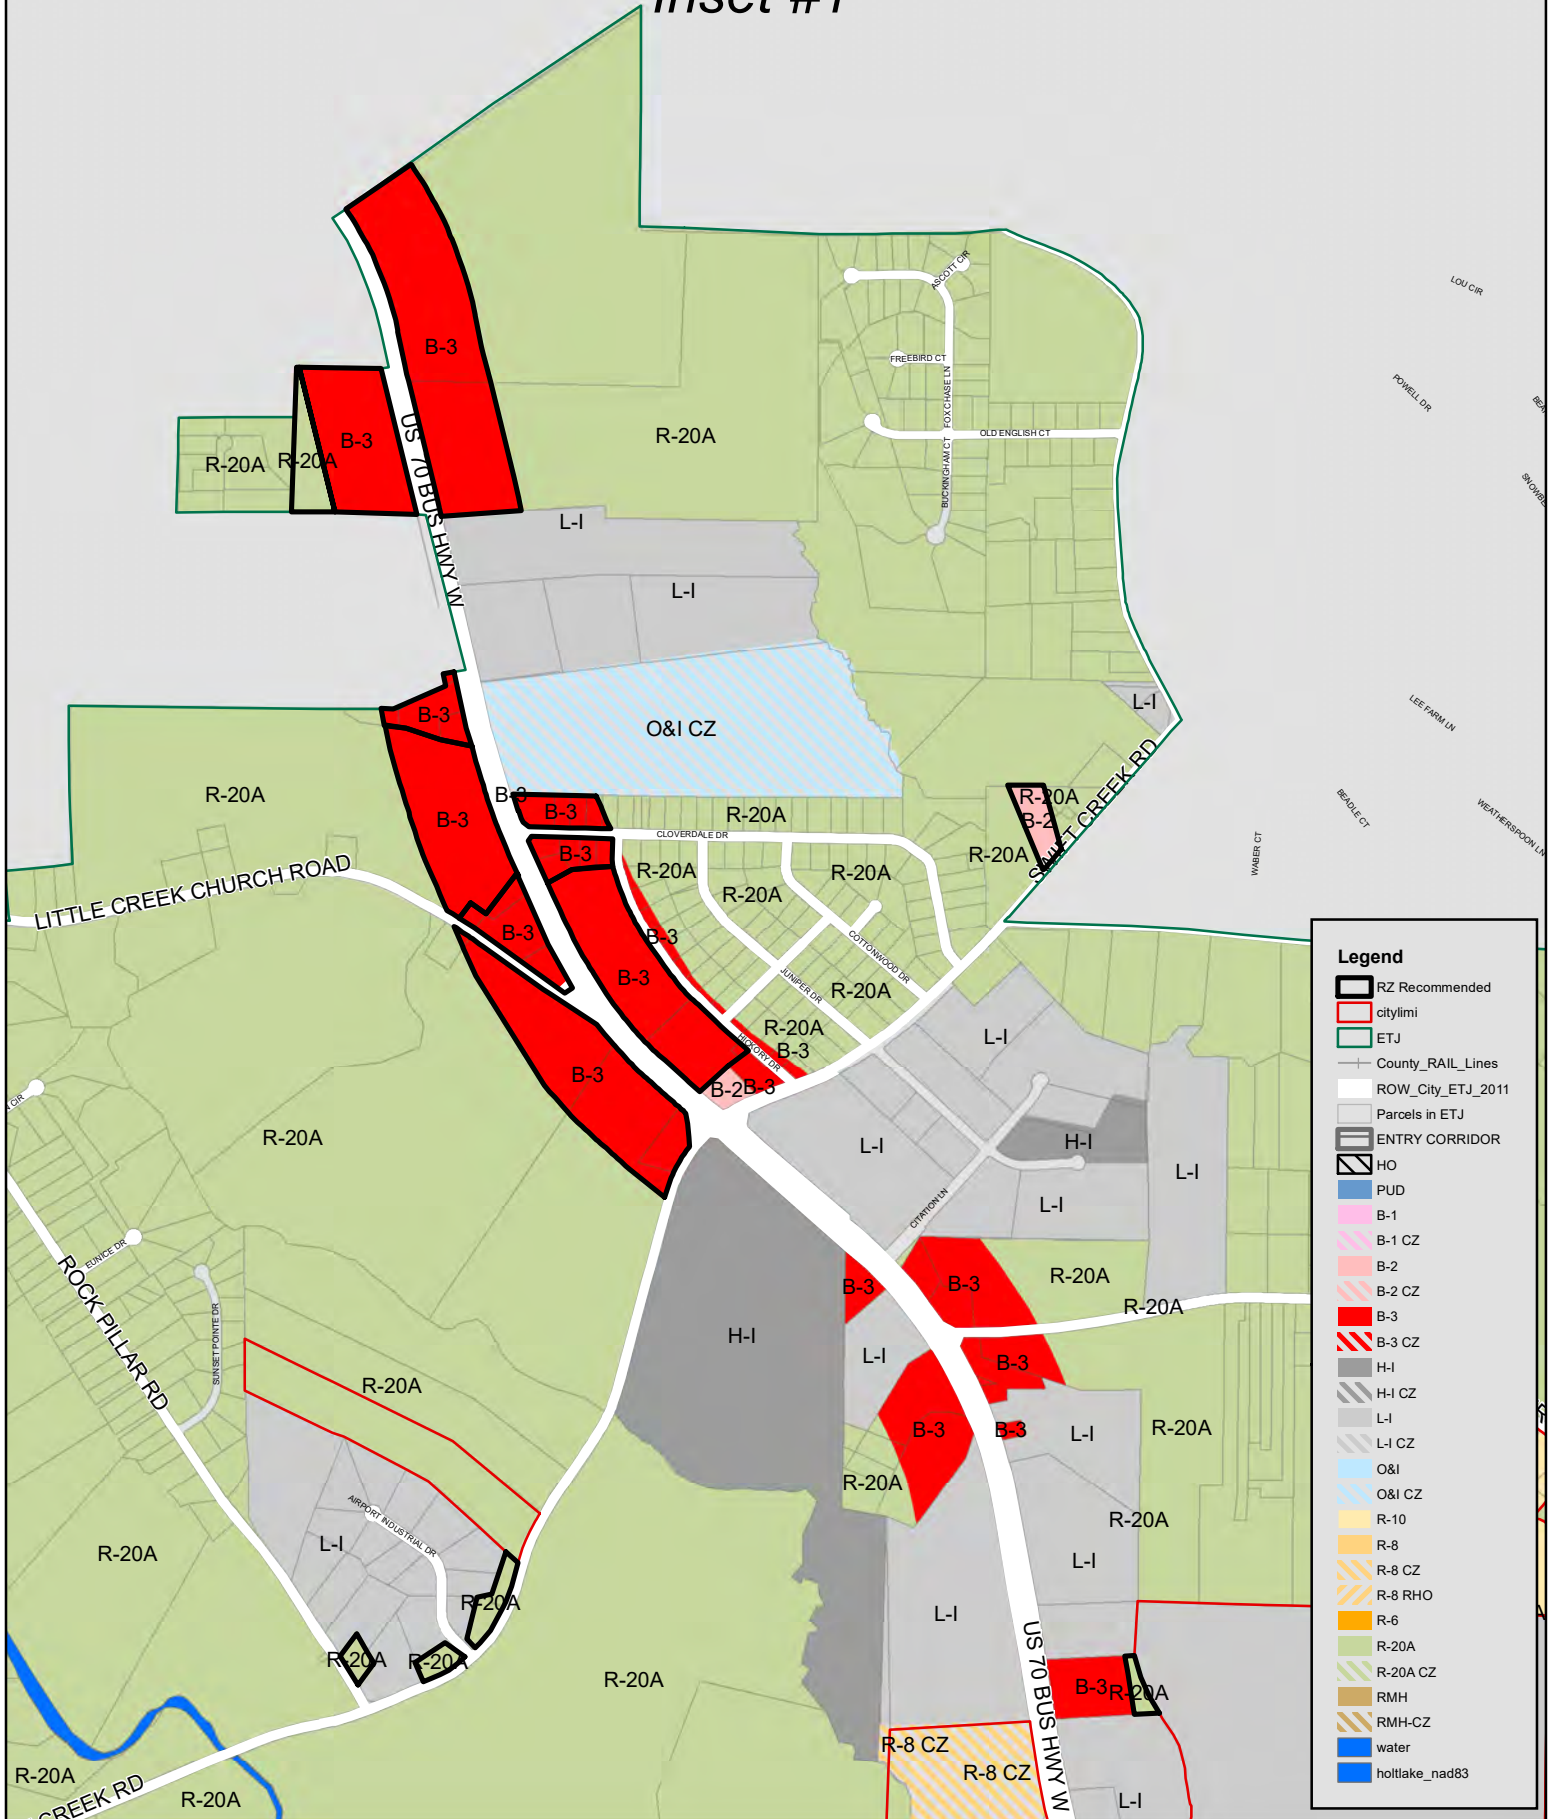 Inset #1
ASCOTT CIR
LOU CIR
B-3
FREEBIRD CT
FOX CHASE LN
POWELL DR
B-3
US 70 BUS HWY W
R-20A
OLD ENGLISH CT
R-20A
R-20A
BUCKINGHAM CT
L-I
L-I
L-I
B-3
O&I CZ
LEE FARM LN
SWIFT CREEK RD
R-20A
B-3
B-3
R-20A
R-20A
B-2
BEADLE CT
WEATHERSPOON LN
B-3
B-3
CLOVERDALE DR
B-3
R-20A
R-20A
R-20A
WABER CT
LITTLE CREEK CHURCH ROAD
R-20A
B-3
B-3
COTTONWOOD DR
B-3
JUNIPER DR
R-20A
R-20A
B-3
L-I
HICKORY DR
B-3
B-2
B-3
R-20A
L-I
H-I
L-I
L-I
CITATION LN
EUNICE DR
ROCK PILLAR RD
SUNSET POINTE DR
B-3
B-3
R-20A
R-20A
H-I
L-I
B-3
R-20A
B-3
B-3
L-I
R-20A
R-20A
AIRPORT INDUSTRIAL DR
L-I
R-20A
R-20A
L-I
R-20A
L-I
R-20A
R-20A
R-20A
US 70 BUS HWY W
B-3
R-20A
R-8 CZ
R-8 CZ
R-20A
CREEK RD
R-20A
L-I
Legend
RZ Recommended
citylimi
ETJ
County_RAIL_Lines
ROW_City_ETJ_2011
Parcels in ETJ
ENTRY CORRIDOR
HO
PUD
B-1
B-1 CZ
B-2
B-2 CZ
B-3
B-3 CZ
H-I
H-I CZ
L-I
L-I CZ
O&I
O&I CZ
R-10
R-8
R-8 CZ
R-8 RHO
R-6
R-20A
R-20A CZ
RMH
RMH-CZ
water
holtlake_nad83